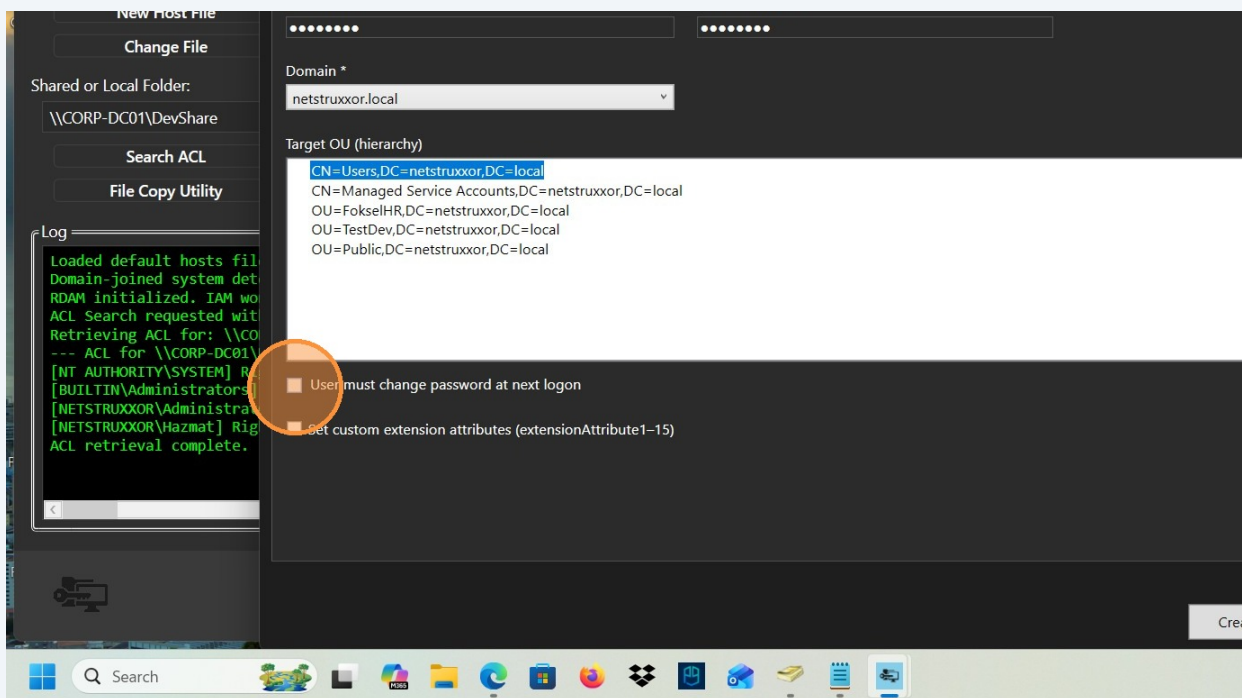 New Host File
Change File
Shared or Local Folder:
\\CORP-DC01\DevShare
Search ACL
File Copy Utility
Log
Loaded default hosts fil
Domain-joined system det
RDAM initialized. IAM wo
ACL Search requested wit
Retrieving ACL for: \\CO
--- ACL for \\CORP-DC01\
[NT AUTHORITY\SYSTEM] Ri
[BUILTIN\Administrators]
[NETSTRUXXOR\Administrat
[NETSTRUXXOR\Hazmat] Rig
ACL retrieval complete.
●●●●●●●● ●●●●●●●●
Domain *
netstruxxor.local
Target OU (hierarchy)
CN=Users,DC=netstruxxor,DC=local
CN=Managed Service Accounts,DC=netstruxxor,DC=local
OU=FokselHR,DC=netstruxxor,DC=local
OU=TestDev,DC=netstruxxor,DC=local
OU=Public,DC=netstruxxor,DC=local
User must change password at next logon
Set custom extension attributes (extensionAttribute1–15)
Crea
Search
M365